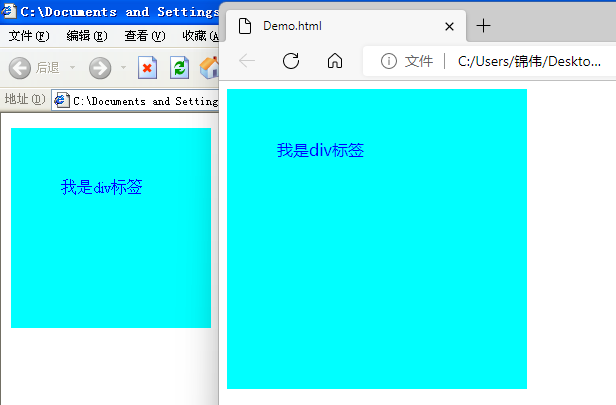 C:\Documents and Settings
文件(F) 编辑(E) 查看(V) 收藏(A
后退
地址(D) C:\Documents and Setting
我是div标签
Demo.html
文件 C:/Users/锦伟/Deskto...
我是div标签